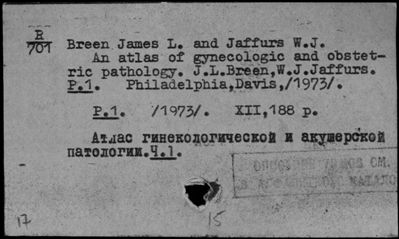 R
701
Breen James L. and Jaffurs W.J.
An atlas of gynecologic and obstet-
ric pathology. J.L.Breen,W.J.Jaffurs.
P.1. Philadelphia,Davis,/1973/.
P.1. /1973/. XII,188 p.
Атлас гинекологической и акушерской
патологии.Ч.1.
СМ.
17
15